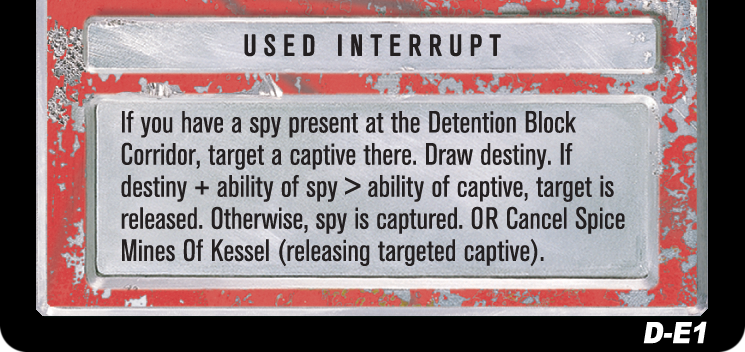 USED INTERRUPT
If you have a spy present at the Detention Block
Corridor, target a captive there. Draw destiny. If
destiny + ability of spy > ability of captive, target is
released. Otherwise, spy is captured. OR Cancel Spice
Mines Of Kessel (releasing targeted captive).
D-E1